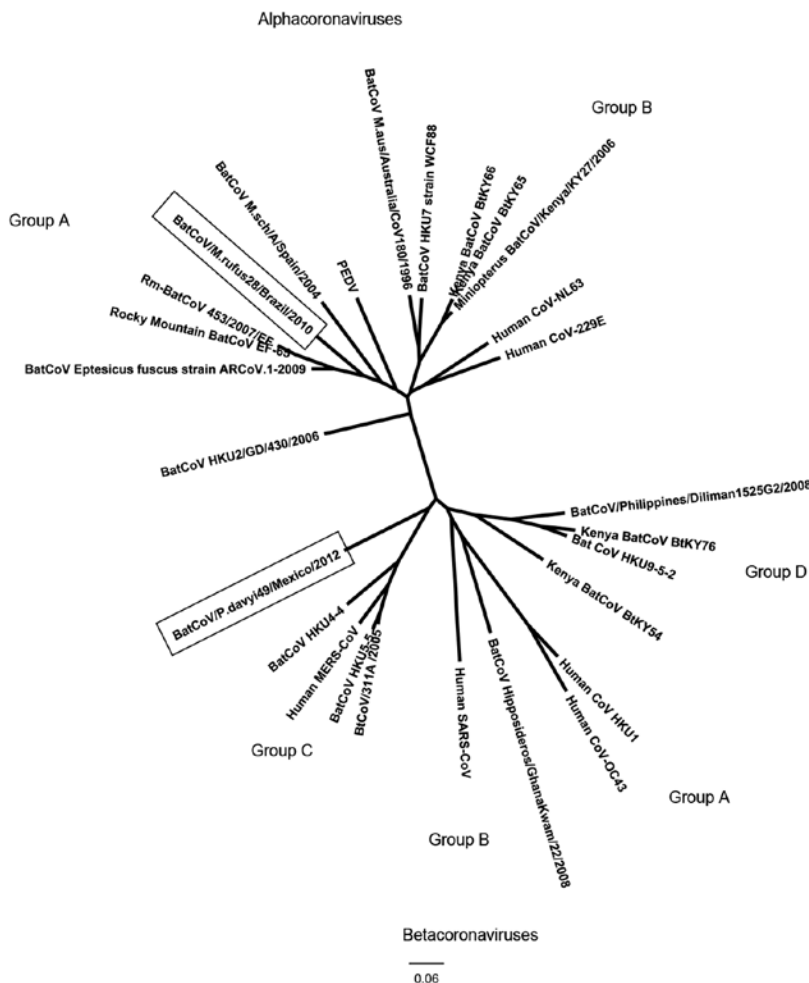 Alphacoronaviruses
Group B
Group A
BatCoV M.aus/Australia/CoV180/1996
BatCoV HKU7 strain WCF88
Kenya BatCoV BtKY66
Kenya BatCoV BtKY65
Miniopterus BatCoV/Kenya/KY27/2006
BatCoV M.sch/A/Spain/2004
BatCoV/M.rufus28/Brazil/2010
PEDV
Human CoV-NL63
Human CoV-229E
Rm-BatCoV 453/2007/
Rocky Mountain BatCoV EF-65
BatCoV Eptesicus fuscus strain ARCoV.1-2009
BatCoV HKU2/GD/430/2006
BatCoV/Philippines/Diliman1525G2/2008
Kenya BatCoV BtKY76
Bat CoV HKU9-5-2
Group D
Kenya BatCoV BtKY54
BatCoV/P.davyi49/Mexico/2012
BatCoV HKU4-4
Human MERS-CoV
BatCoV HKU5-5
BtCoV/311A /2005
Group C
Human CoV HKU1
Human CoV-OC43
Group A
Human SARS-CoV
BatCoV Hipposideros/GhanaKwam/22/2008
Group B
Betacoronaviruses
0.06